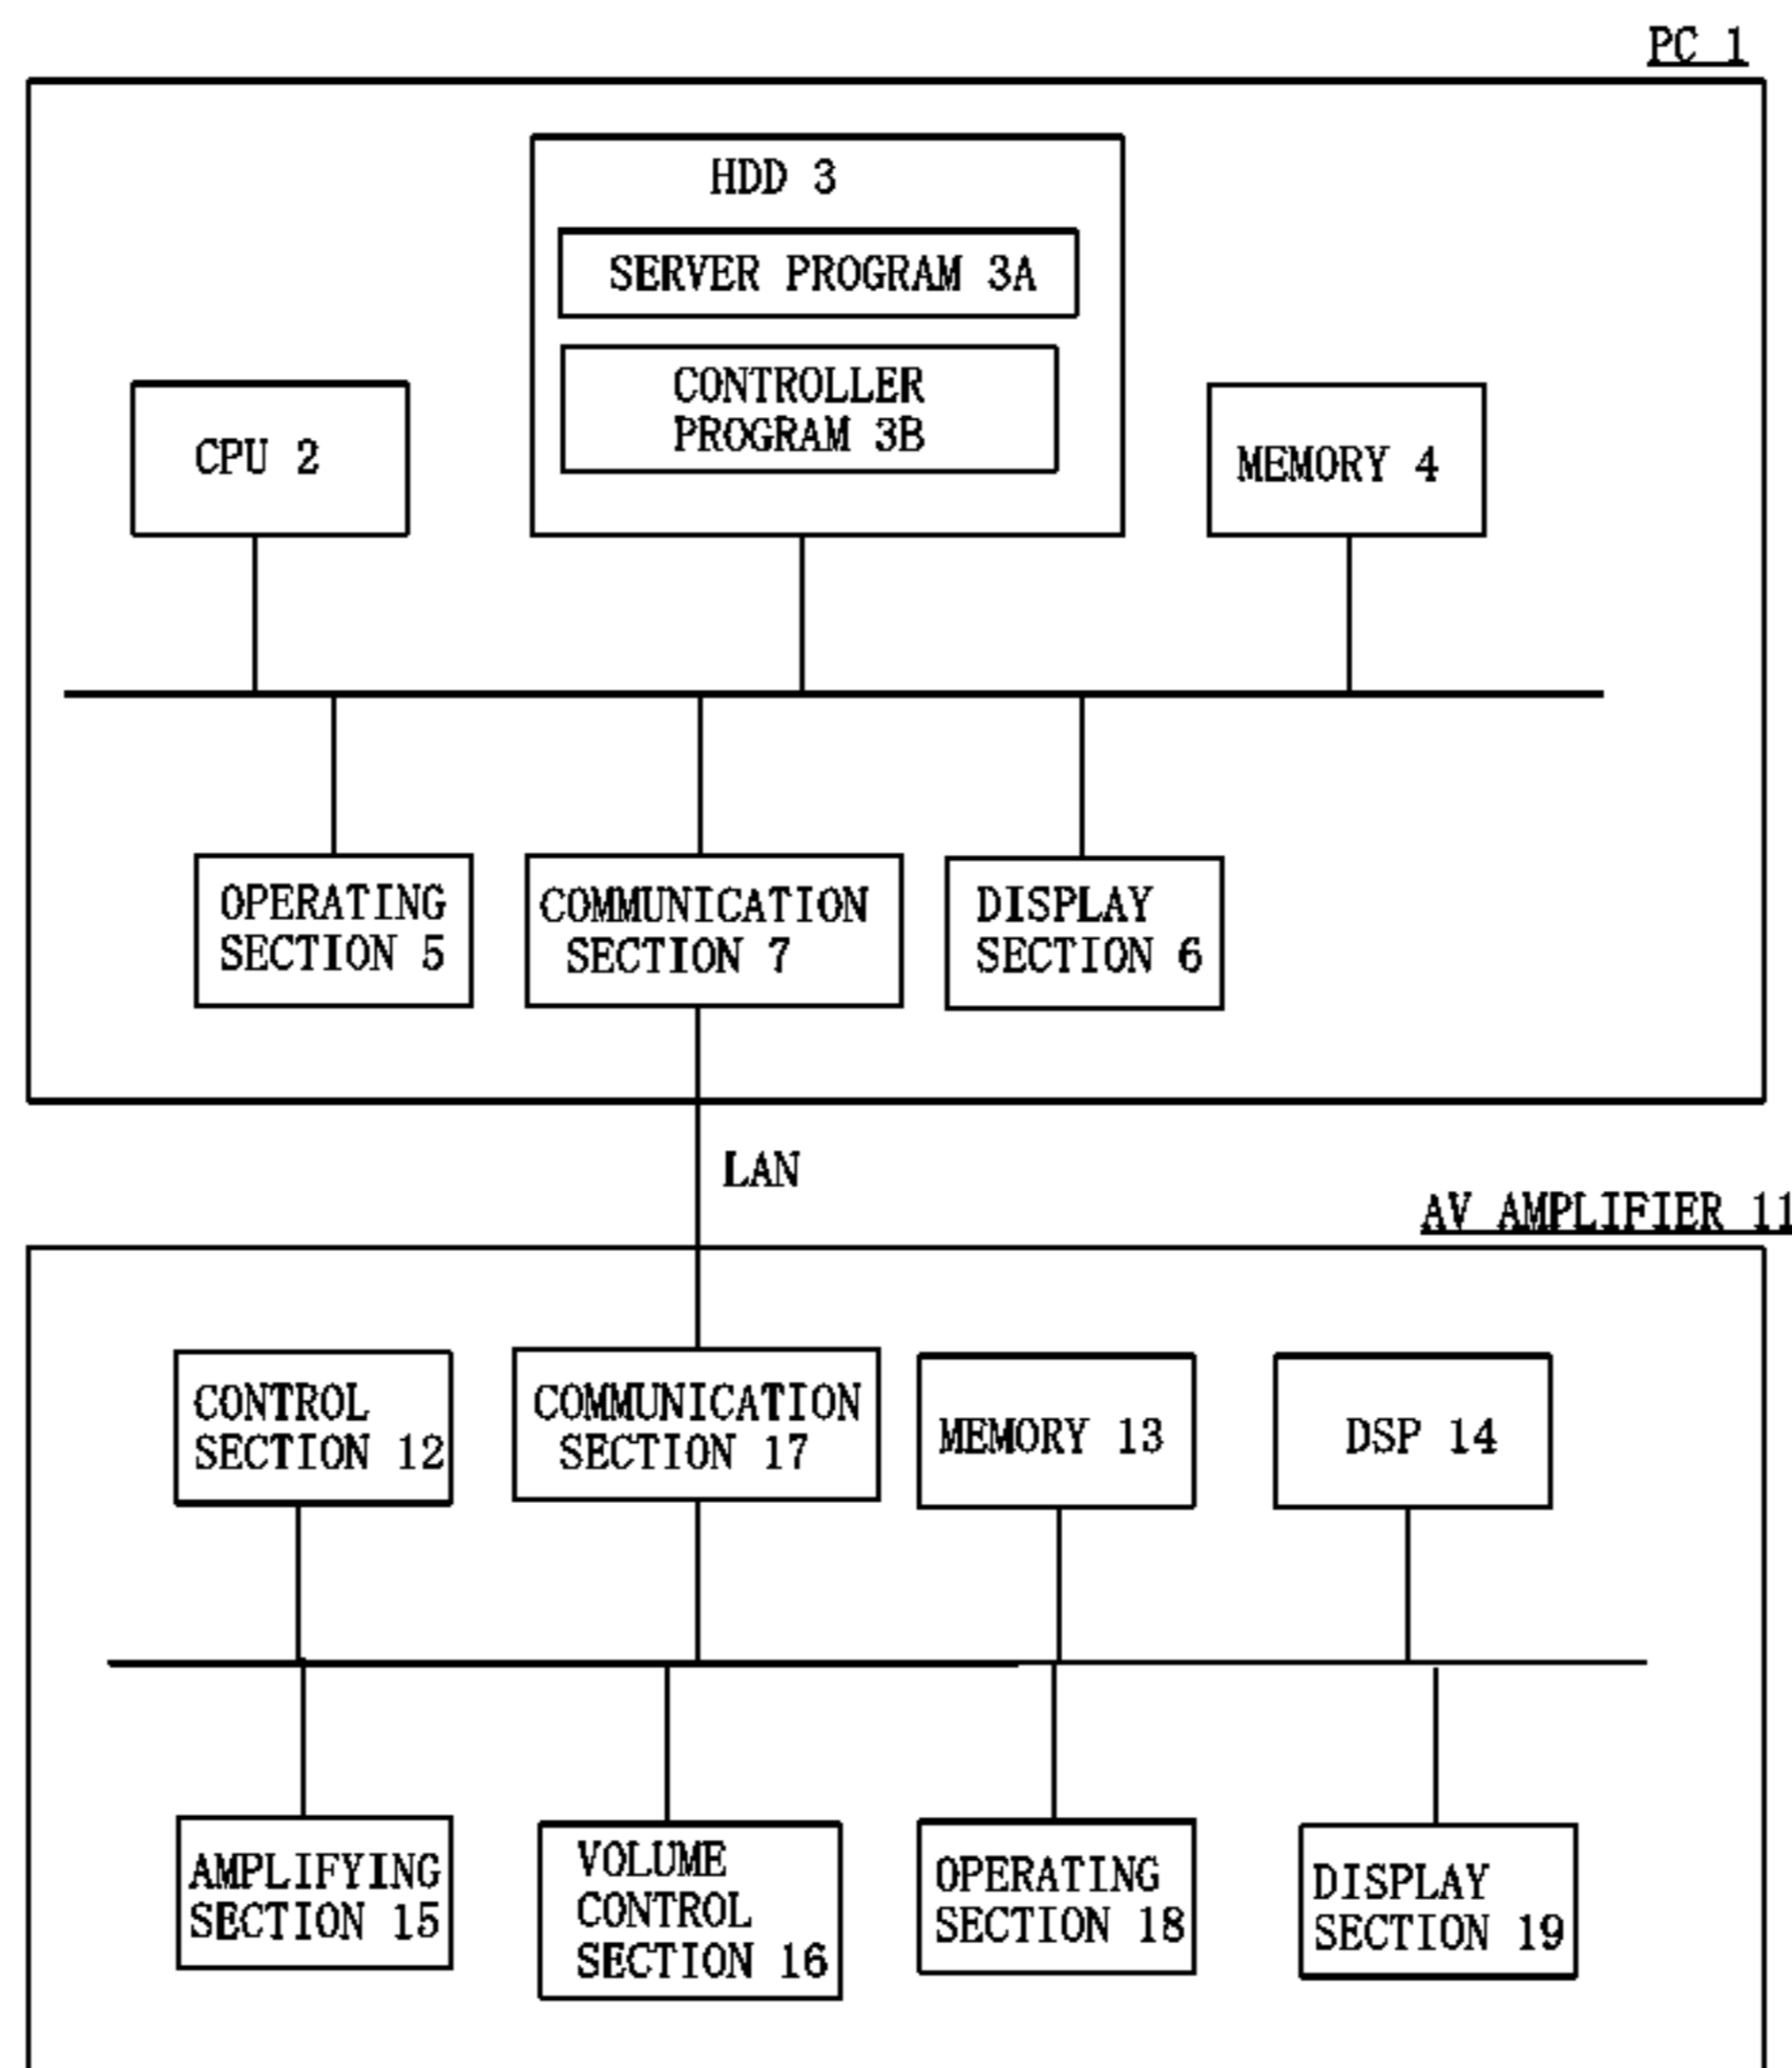 PC 1
HDD 3
SERVER PROGRAM 3A
CONTROLLER
PROGRAM 3B
CPU 2
MEMORY 4
OPERATING
SECTION 5
COMMUNICATION
SECTION 7
DISPLAY
SECTION 6
LAN
AV AMPLIFIER 11
CONTROL
SECTION 12
COMMUNICATION
SECTION 17
MEMORY 13
DSP 14
AMPLIFYING
SECTION 15
VOLUME
CONTROL
SECTION 16
OPERATING
SECTION 18
DISPLAY
SECTION 19